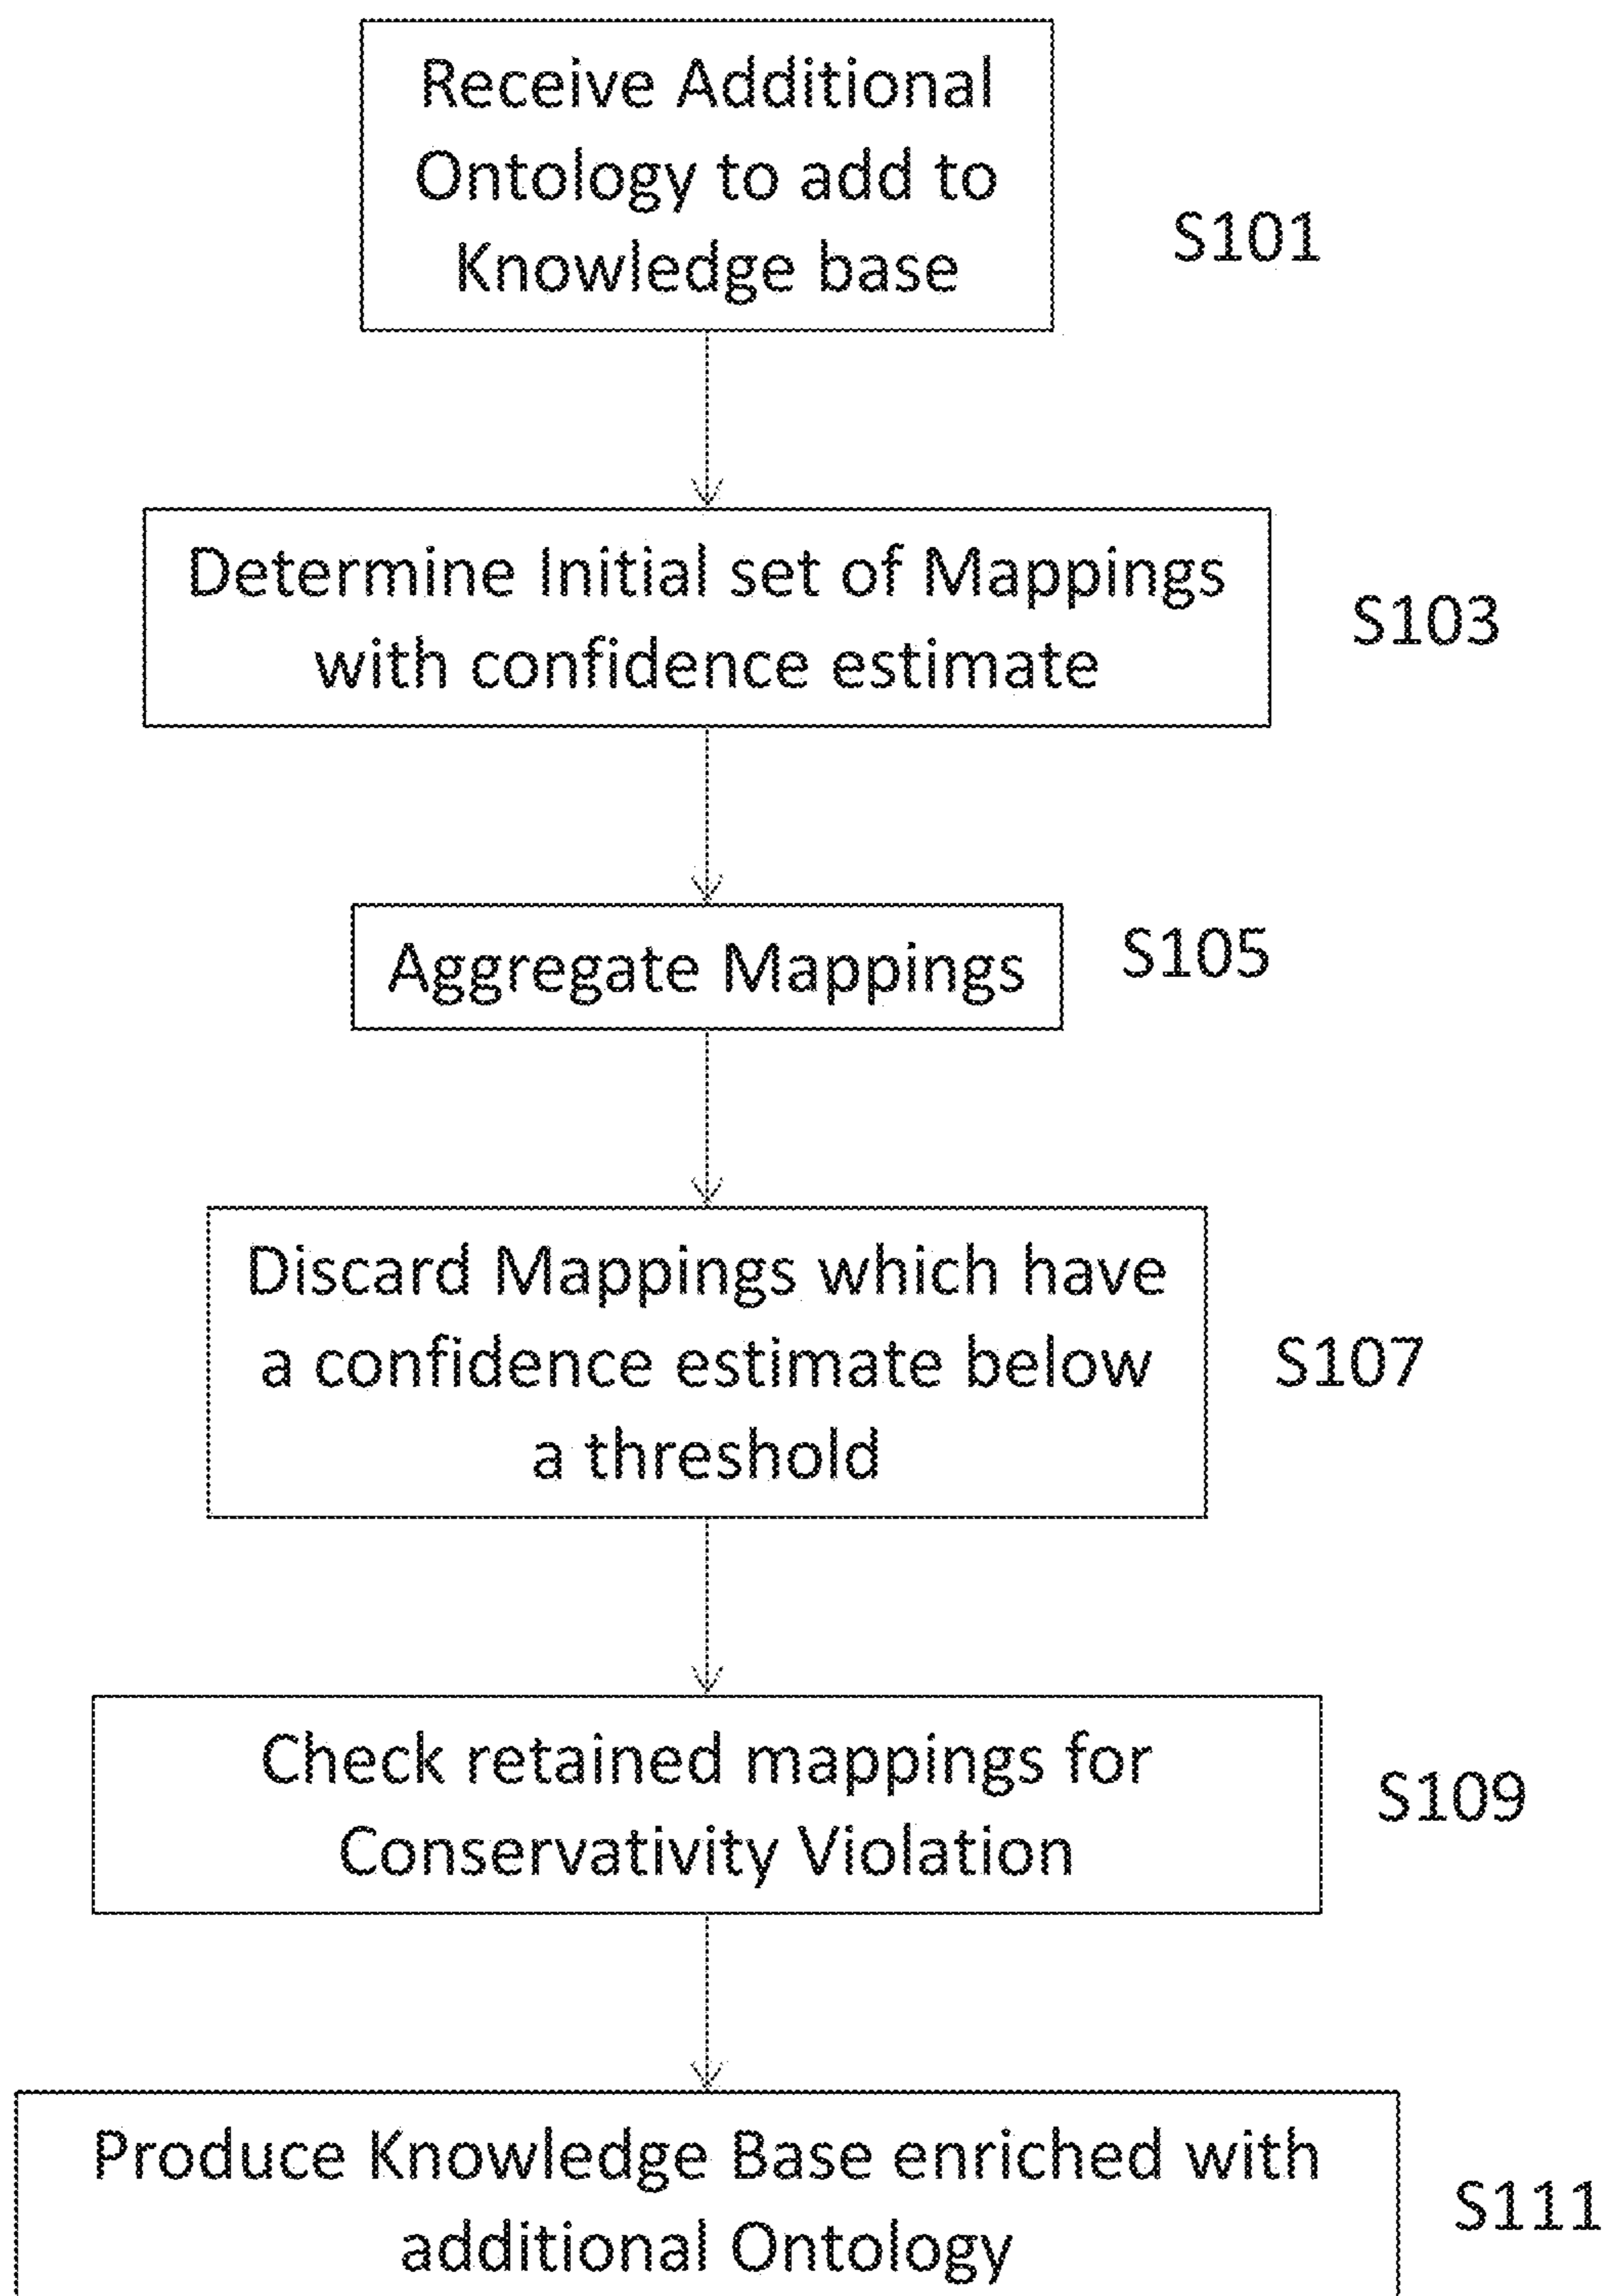 Receive Additional
Ontology to add to
Knowledge base
S101
Determine Initial set of Mappings
with confidence estimate
S103
Aggregate Mappings
S105
Discard Mappings which have
a confidence estimate below
a threshold
S107
Check retained mappings for
Conservativity Violation
S109
Produce Knowledge Base enriched with
additional Ontology
S111